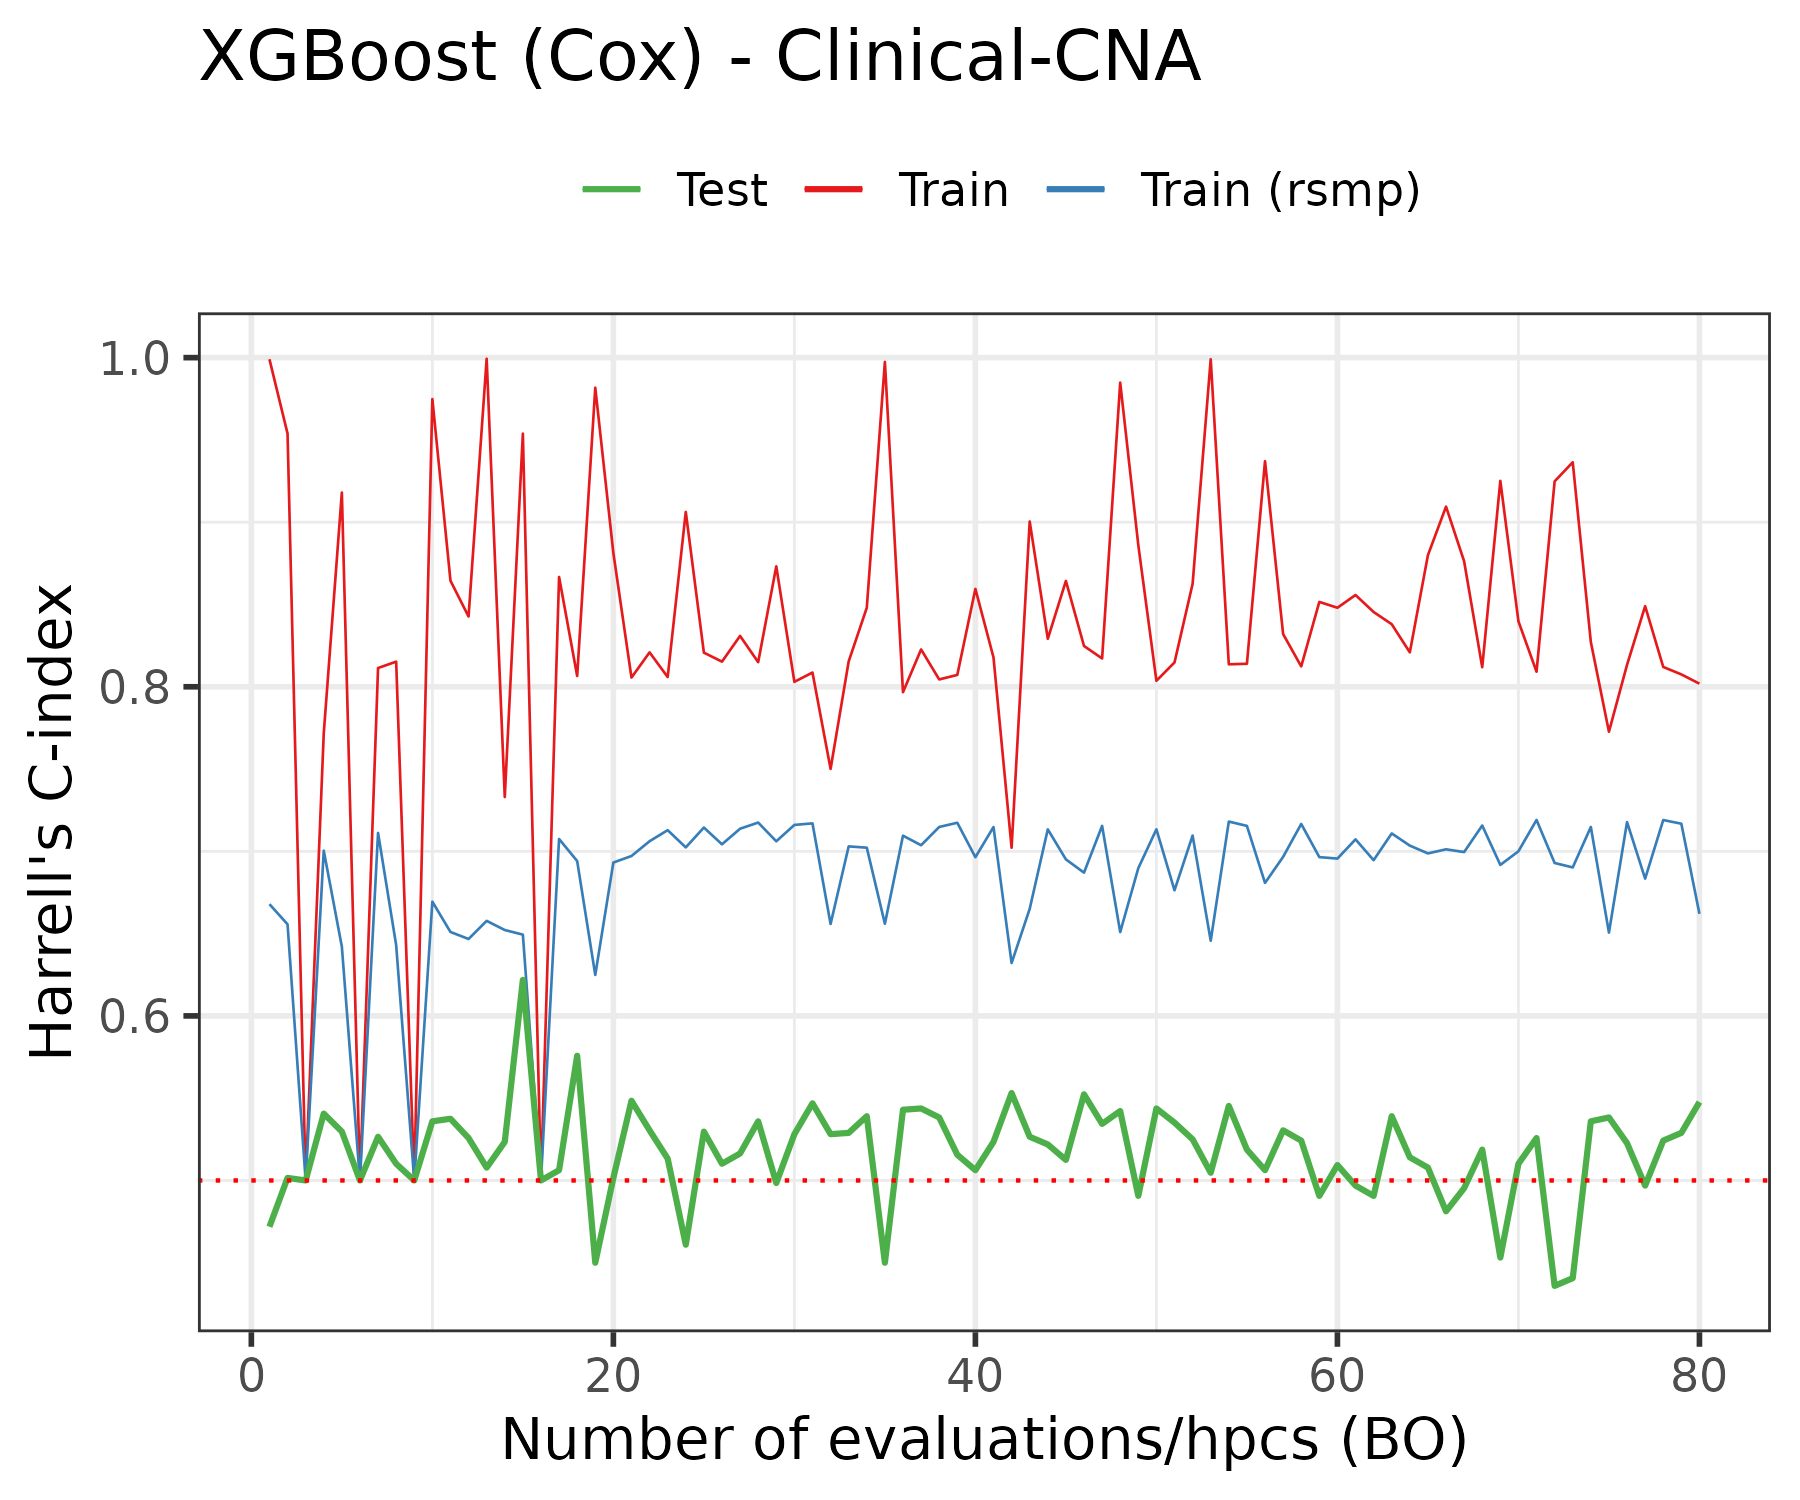 XGBoost (Cox) - Clinical-CNA
Test Train Train (rsmp)
Harrell's C-index
1.0
0.8
0.6
0 20 40 60 80
Number of evaluations/hpcs (BO)